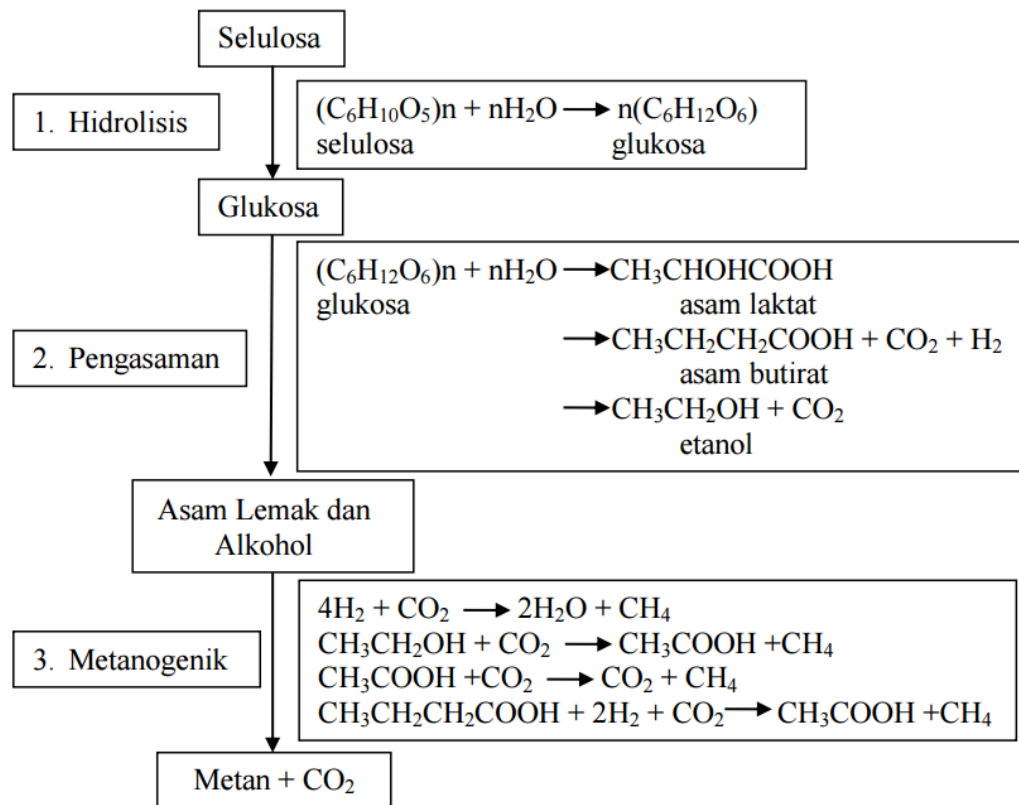 Selulosa
1. Hidrolisis
(C₆H₁₀O₅)n + nH₂O ⟶ n(C₆H₁₂O₆)
selulosa glukosa
Glukosa
2. Pengasaman
(C₆H₁₂O₆)n + nH₂O ⟶ CH₃CHOHCOOH
glukosa asam laktat
⟶ CH₃CH₂CH₂COOH + CO₂ + H₂
asam butirat
⟶ CH₃CH₂OH + CO₂
etanol
Asam Lemak dan
Alkohol
3. Metanogenik
4H₂ + CO₂ ⟶ 2H₂O + CH₄
CH₃CH₂OH + CO₂ ⟶ CH₃COOH +CH₄
CH₃COOH +CO₂ ⟶ CO₂ + CH₄
CH₃CH₂CH₂COOH + 2H₂ + CO₂ ⟶ CH₃COOH +CH₄
Metan + CO₂